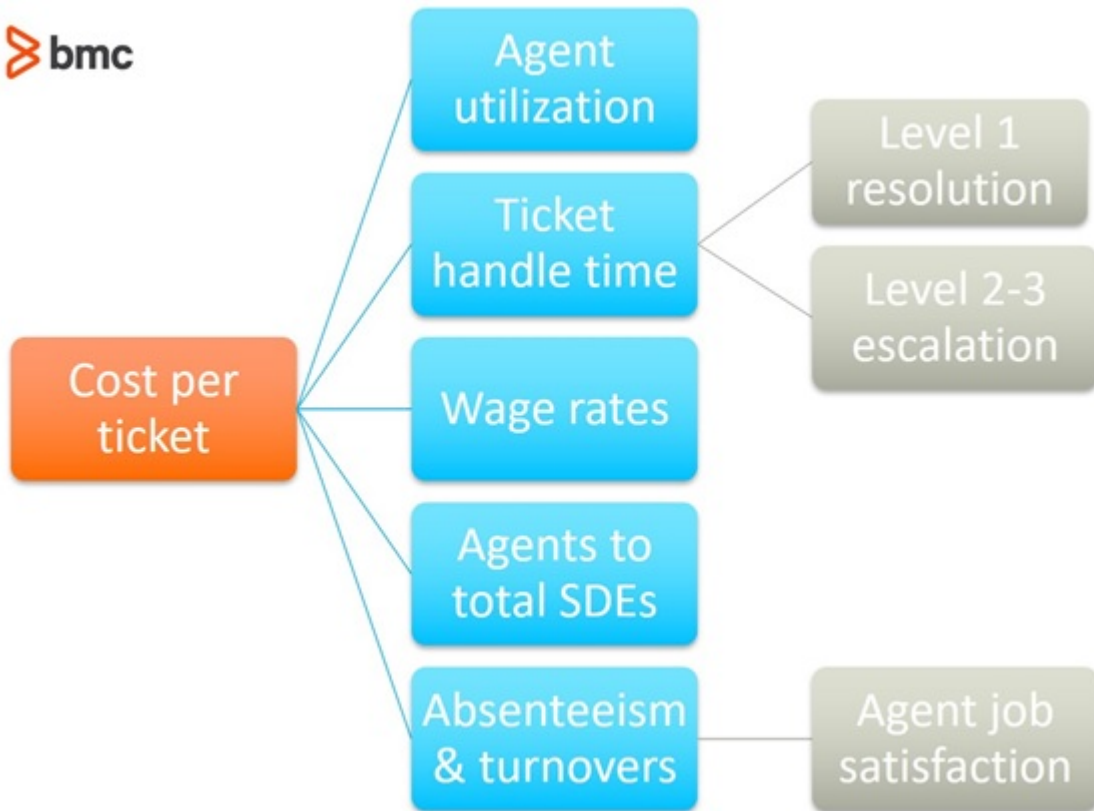 bmc
Agent
utilization
Ticket
handle time
Level 1
resolution
Level 2-3
escalation
Cost per
ticket
Wage rates
Agents to
total SDEs
Absenteeism
& turnovers
Agent job
satisfaction